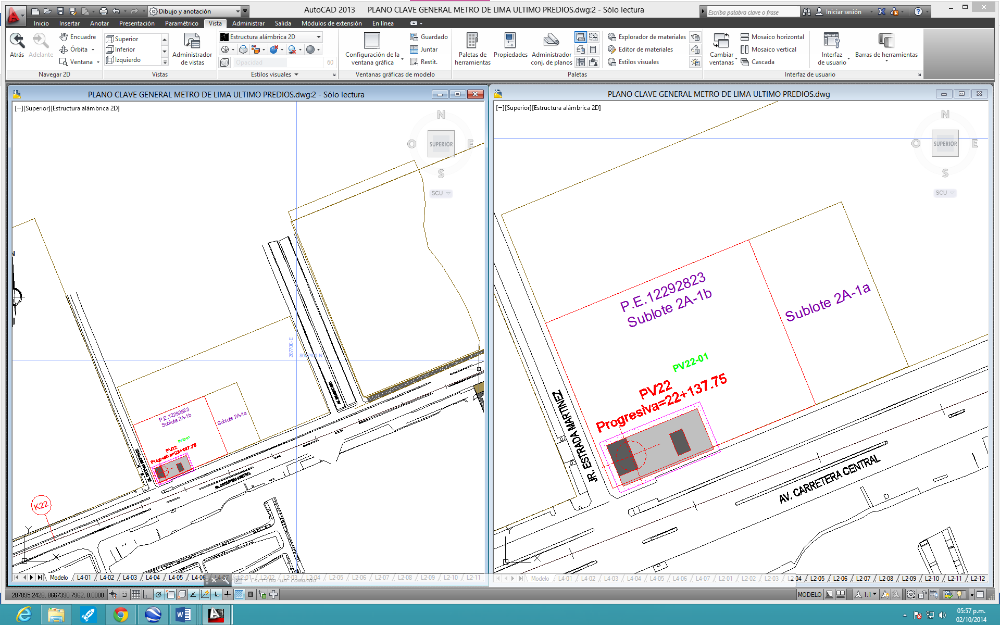 Dibujo y anotación
AutoCAD 2013 PLANO CLAVE GENERAL METRO DE LIMA ULTIMO PREDIOS.dwg:2 - Sólo lectura
Escriba palabra clave o frase
Iniciar sesión
Inicio Insertar Anotar Presentación Paramétrico Vista Administrar Salida Módulos de extensión En línea
Atrás
Adelante
Encuadre
Órbita
Ventana
Navegar 2D
Superior
Inferior
Izquierdo
Administrador
de vistas
Vistas
Estructura alámbrica 2D
Opacidad 60
Estilos visuales
Configuración de la
ventana gráfica
Guardado
Juntar
Restit.
Ventanas gráficas de modelo
Paletas de
herramientas
Propiedades
Administrador
conj. de planos
Explorador de materiales
Editor de materiales
Estilos visuales
Paletas
Cambiar
ventanas
Mosaico horizontal
Mosaico vertical
Cascada
Interfaz
de usuario
Barras de herramientas
Interfaz de usuario
PLANO CLAVE GENERAL METRO DE LIMA ULTIMO PREDIOS.dwg:2 - Sólo lectura
[−][Superior][Estructura alámbrica 2D]
N
O
SUPERIOR
E
S
SCU
287700-E
8667400-N
P.E.12292823
Sublote 2A-1b
Sublote 2A-1a
PV22-01
PV22
Progresiva=22+137.75
JR. ESTRADA MARTINEZ
AV. CARRETERA CENTRAL
K22
N
Y
X
Modelo L4-01 L4-02 L4-03 L4-04 L4-05 L4-06 L4-07 L2-01 L2-02 L2-03 L2-04 L2-05 L2-06 L2-07 L2-08 L2-09 L2-10 L2-11
Escriba un comando
PLANO CLAVE GENERAL METRO DE LIMA ULTIMO PREDIOS.dwg
[−][Superior][Estructura alámbrica 2D]
N
O
SUPERIOR
E
S
SCU
P.E.12292823
Sublote 2A-1b
Sublote 2A-1a
PV22-01
PV22
Progresiva=22+137.75
JR. ESTRADA MARTINEZ
AV. CARRETERA CENTRAL
Y
X
Modelo L4-01 L4-02 L4-03 L4-04 L4-05 L4-06 L4-07 L2-01 L2-02 L2-03 L2-04 L2-05 L2-06 L2-07 L2-08 L2-09 L2-10 L2-11 L2-12
287895.2428, 8667390.7962, 0.0000
MODELO
1:1
05:57 p.m.
02/10/2014